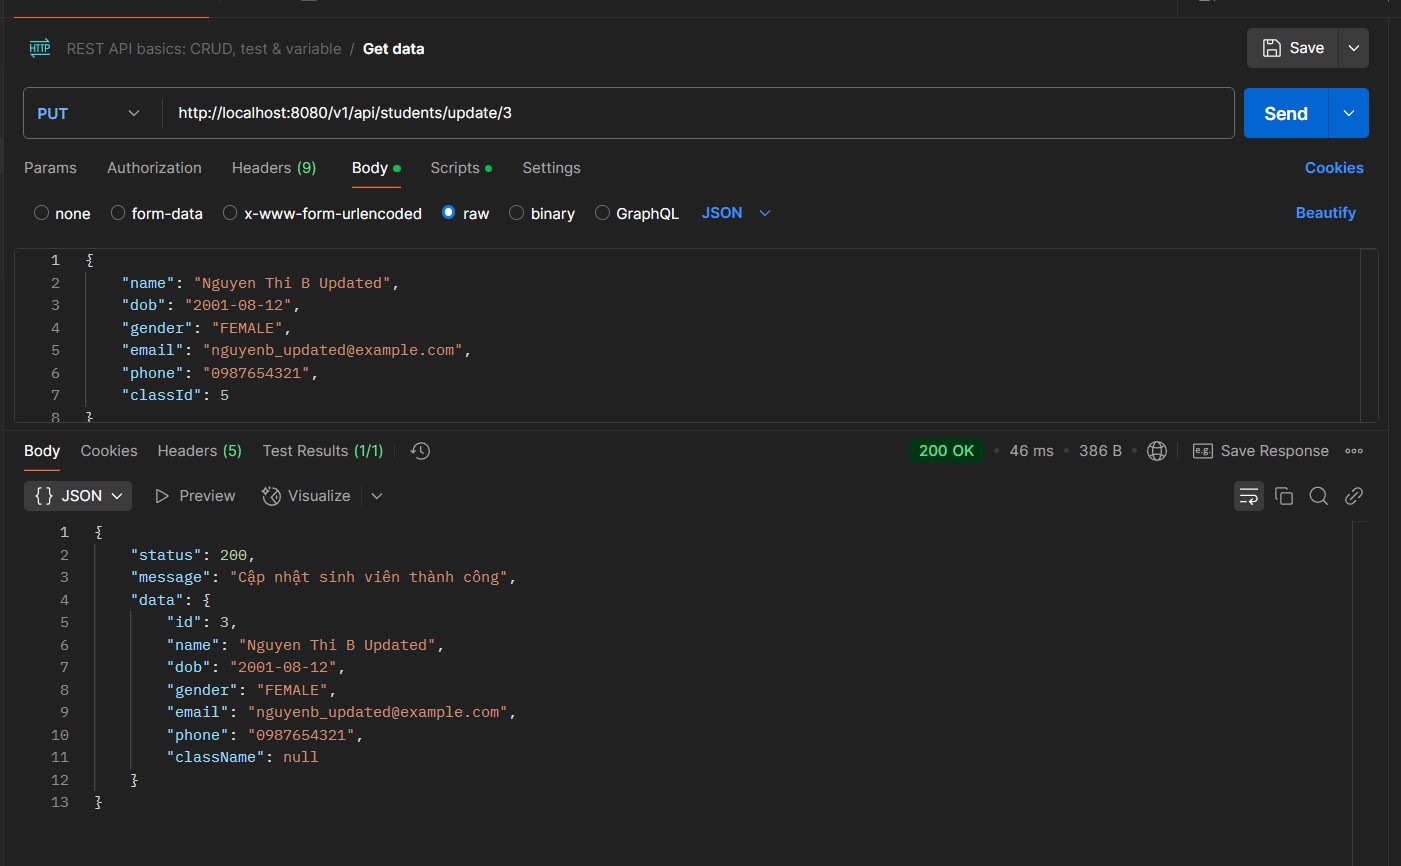 HTTP REST API basics: CRUD, test & variable / Get data Save
PUT http://localhost:8080/v1/api/students/update/3 Send
Params Authorization Headers (9) Body Scripts Settings Cookies
none form-data x-www-form-urlencoded raw binary GraphQL JSON Beautify
1 {
2 "name": "Nguyen Thi B Updated",
3 "dob": "2001-08-12",
4 "gender": "FEMALE",
5 "email": "nguyenb_updated@example.com",
6 "phone": "0987654321",
7 "classId": 5
8 }
Body Cookies Headers (5) Test Results (1/1) 200 OK 46 ms 386 B e.g. Save Response
{} JSON Preview Visualize
1 {
2 "status": 200,
3 "message": "Cập nhật sinh viên thành công",
4 "data": {
5 "id": 3,
6 "name": "Nguyen Thi B Updated",
7 "dob": "2001-08-12",
8 "gender": "FEMALE",
9 "email": "nguyenb_updated@example.com",
10 "phone": "0987654321",
11 "className": null
12 }
13 }